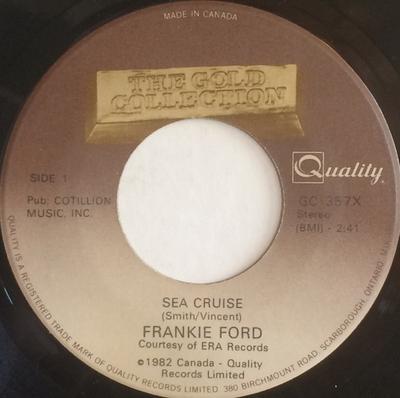 MADE IN CANADA
THE GOLD
COLLECTION
SIDE 1
Quality
Pub: COTILLION
MUSIC, INC.
GC 357X
Stereo
(BMI) - 2:41
SEA CRUISE
(Smith/Vincent)
FRANKIE FORD
Courtesy of ERA Records
©1982 Canada - Quality
Records Limited
QUALITY IS A REGISTERED TRADE MARK OF QUALITY RECORDS LIMITED 380 BIRCHMOUNT ROAD, SCARBOROUGH, ONTARIO